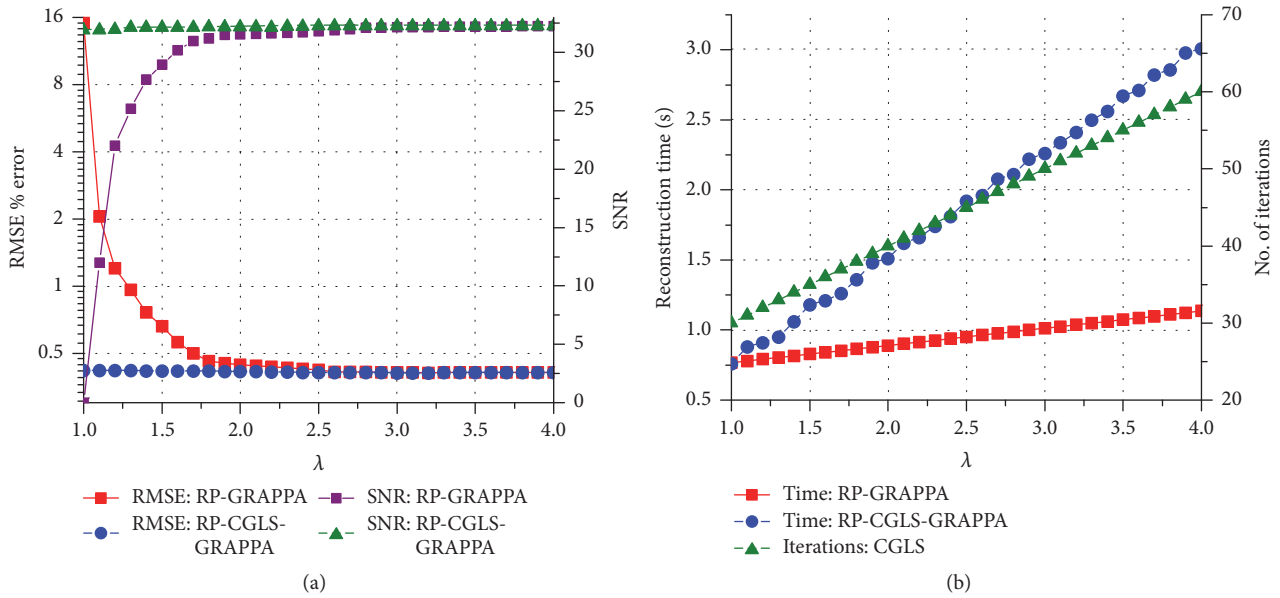 16
8
4
2
1
0.5
RMSE % error
30
25
20
15
10
5
0
SNR
1.0 1.5 2.0 2.5 3.0 3.5 4.0
λ
RMSE: RP-GRAPPA
RMSE: RP-CGLS-
GRAPPA
SNR: RP-GRAPPA
SNR: RP-CGLS-
GRAPPA
(a)
3.0
2.5
2.0
1.5
1.0
0.5
Reconstruction time (s)
70
60
50
40
30
20
No. of iterations
1.0 1.5 2.0 2.5 3.0 3.5 4.0
λ
Time: RP-GRAPPA
Time: RP-CGLS-GRAPPA
Iterations: CGLS
(b)